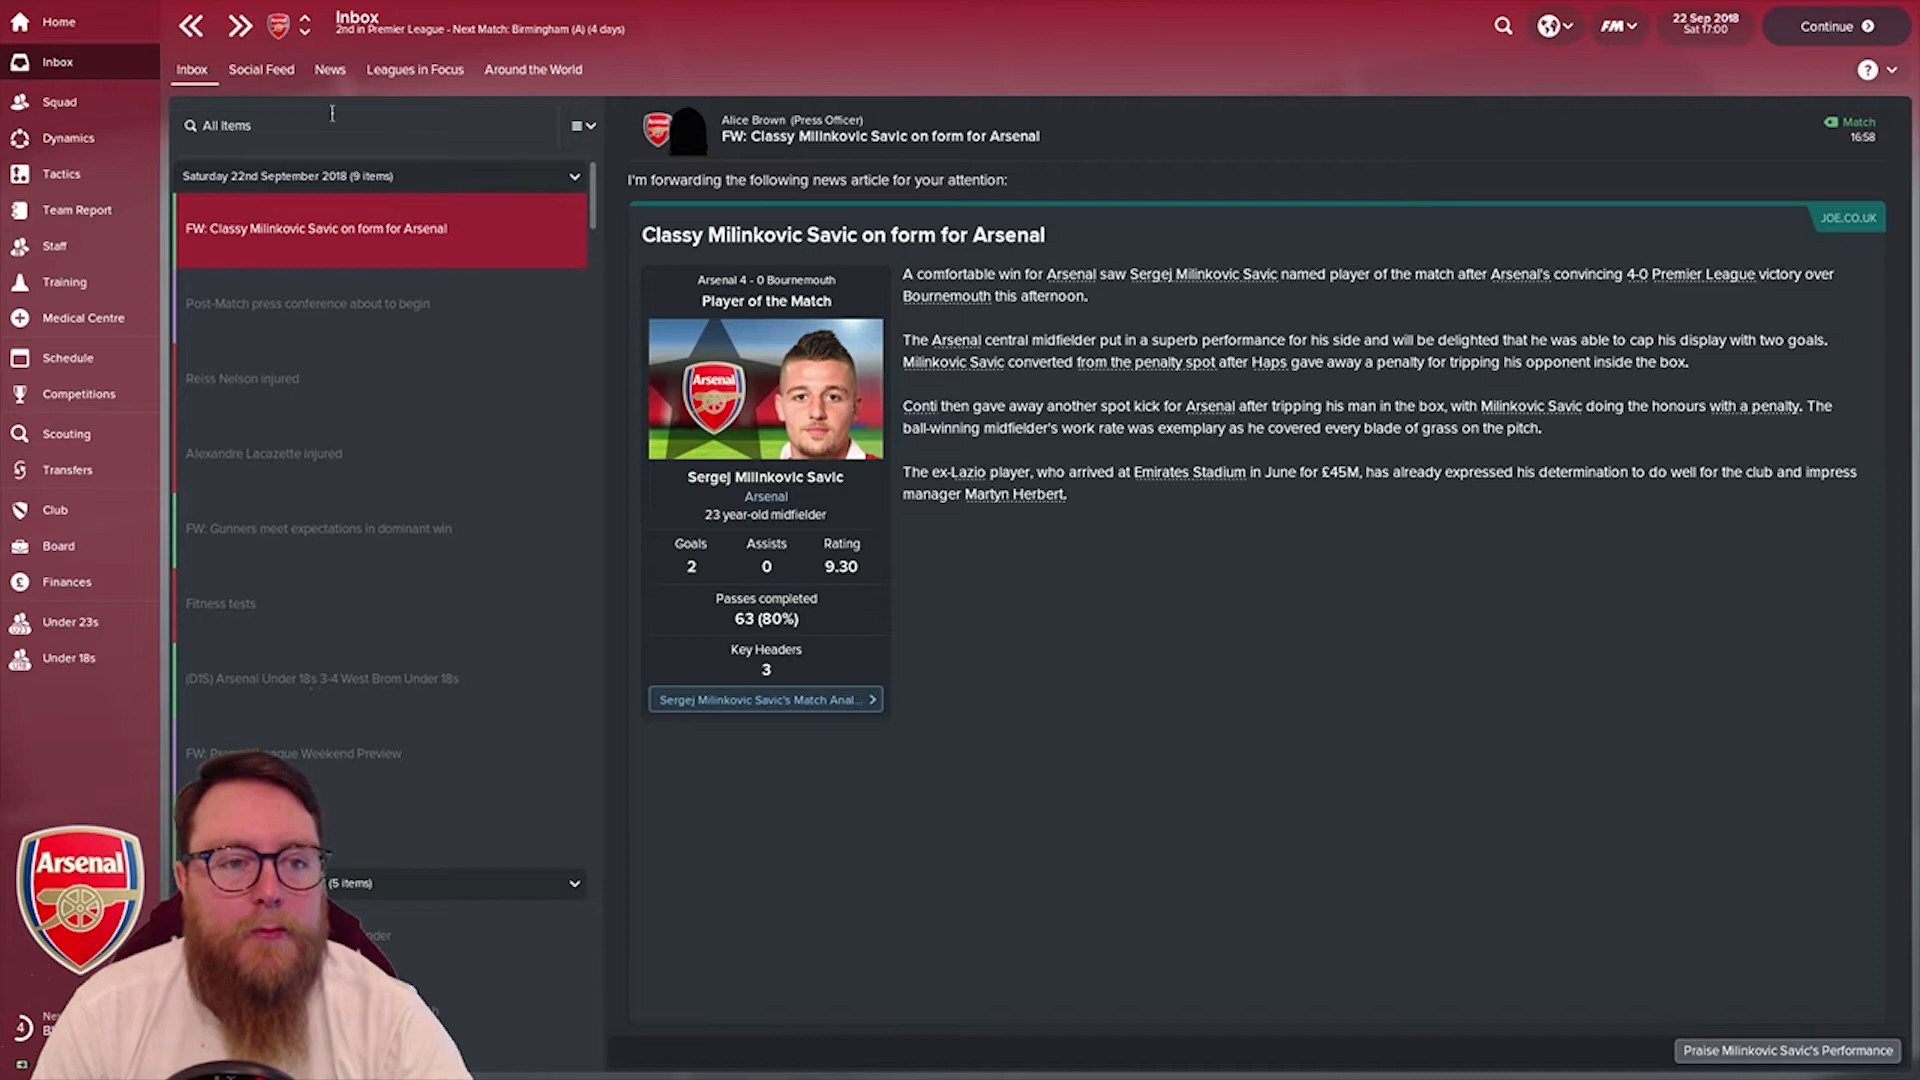 Home
Inbox
Squad
Dynamics
Tactics
Team Report
Staff
Training
Medical Centre
Schedule
Competitions
Scouting
Transfers
Club
Board
Finances
Under 23s
Under 18s
Arsenal
4
Inbox
2nd in Premier League - Next Match: Birmingham (A) (4 days)
FM
22 Sep 2018
Sat 17:00
Continue
Inbox Social Feed News Leagues in Focus Around the World
?
All Items
Saturday 22nd September 2018 (9 items)
FW: Classy Milinkovic Savic on form for Arsenal
Post-Match press conference about to begin
Reiss Nelson injured
Alexandre Lacazette injured
FW: Gunners meet expectations in dominant win
Fitness tests
(D1S) Arsenal Under 18s 3-4 West Brom Under 18s
FW: Weekend Preview
(5 items)
Alice Brown (Press Officer)
FW: Classy Milinkovic Savic on form for Arsenal
Match
16:58
I'm forwarding the following news article for your attention:
JOE.CO.UK
Classy Milinkovic Savic on form for Arsenal
Arsenal 4 - 0 Bournemouth
Player of the Match
Arsenal
Sergej Milinkovic Savic
Arsenal
23 year-old midfielder
Goals Assists Rating
2 0 9.30
Passes completed
63 (80%)
Key Headers
3
Sergej Milinkovic Savic's Match Anal...
A comfortable win for Arsenal saw Sergej Milinkovic Savic named player of the match after Arsenal's convincing 4-0 Premier League victory over
Bournemouth this afternoon.
The Arsenal central midfielder put in a superb performance for his side and will be delighted that he was able to cap his display with two goals.
Milinkovic Savic converted from the penalty spot after Haps gave away a penalty for tripping his opponent inside the box.
Conti then gave away another spot kick for Arsenal after tripping his man in the box, with Milinkovic Savic doing the honours with a penalty. The
ball-winning midfielder's work rate was exemplary as he covered every blade of grass on the pitch.
The ex-Lazio player, who arrived at Emirates Stadium in June for £45M, has already expressed his determination to do well for the club and impress
manager Martyn Herbert.
Praise Milinkovic Savic's Performance